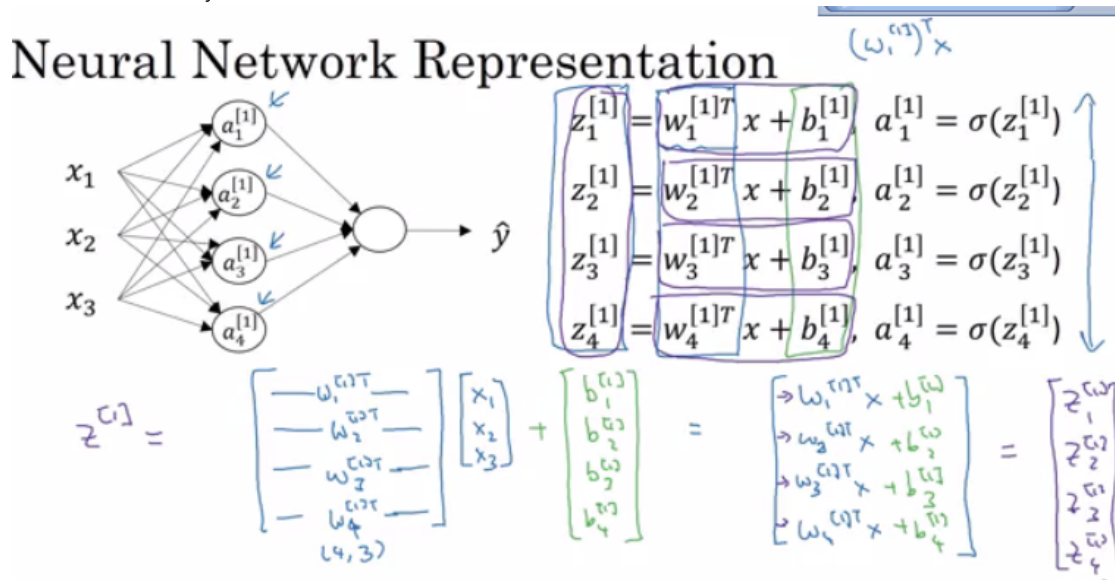 (w₁^[1])^T x
Neural Network Representation
x₁
x₂
x₃
a₁^[1]
a₂^[1]
a₃^[1]
a₄^[1]
ŷ
z₁^[1] = w₁^[1]T x + b₁^[1], a₁^[1] = σ(z₁^[1])
z₂^[1] = w₂^[1]T x + b₂^[1], a₂^[1] = σ(z₂^[1])
z₃^[1] = w₃^[1]T x + b₃^[1], a₃^[1] = σ(z₃^[1])
z₄^[1] = w₄^[1]T x + b₄^[1], a₄^[1] = σ(z₄^[1])
z^[1] =
w₁^[1]T x₁ b₁^[1] w₁^[1]T x + b₁^[1] z₁^[1]
w₂^[1]T x₂ + b₂^[1] = w₂^[1]T x + b₂^[1] = z₂^[1]
w₃^[1]T x₃ b₃^[1] w₃^[1]T x + b₃^[1] z₃^[1]
w₄^[1]T b₄^[1] w₄^[1]T x + b₄^[1] z₄^[1]
(4,3)